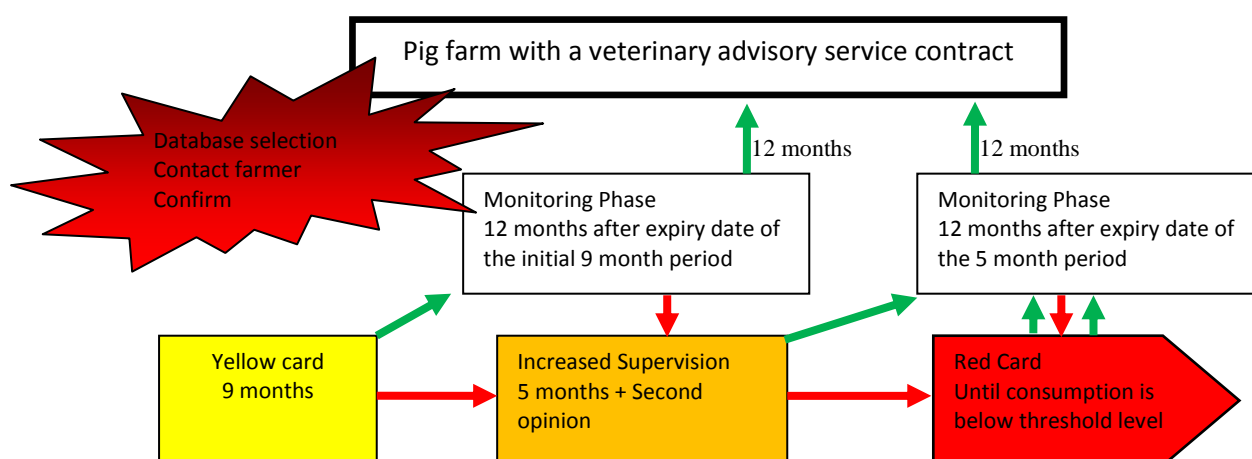 Pig farm with a veterinary advisory service contract
Database selection
Contact farmer
Confirm
12 months
12 months
Monitoring Phase
12 months after expiry date of
the initial 9 month period
Monitoring Phase
12 months after expiry date of
the 5 month period
Yellow card
9 months
Increased Supervision
5 months + Second
opinion
Red Card
Until consumption is
below threshold level